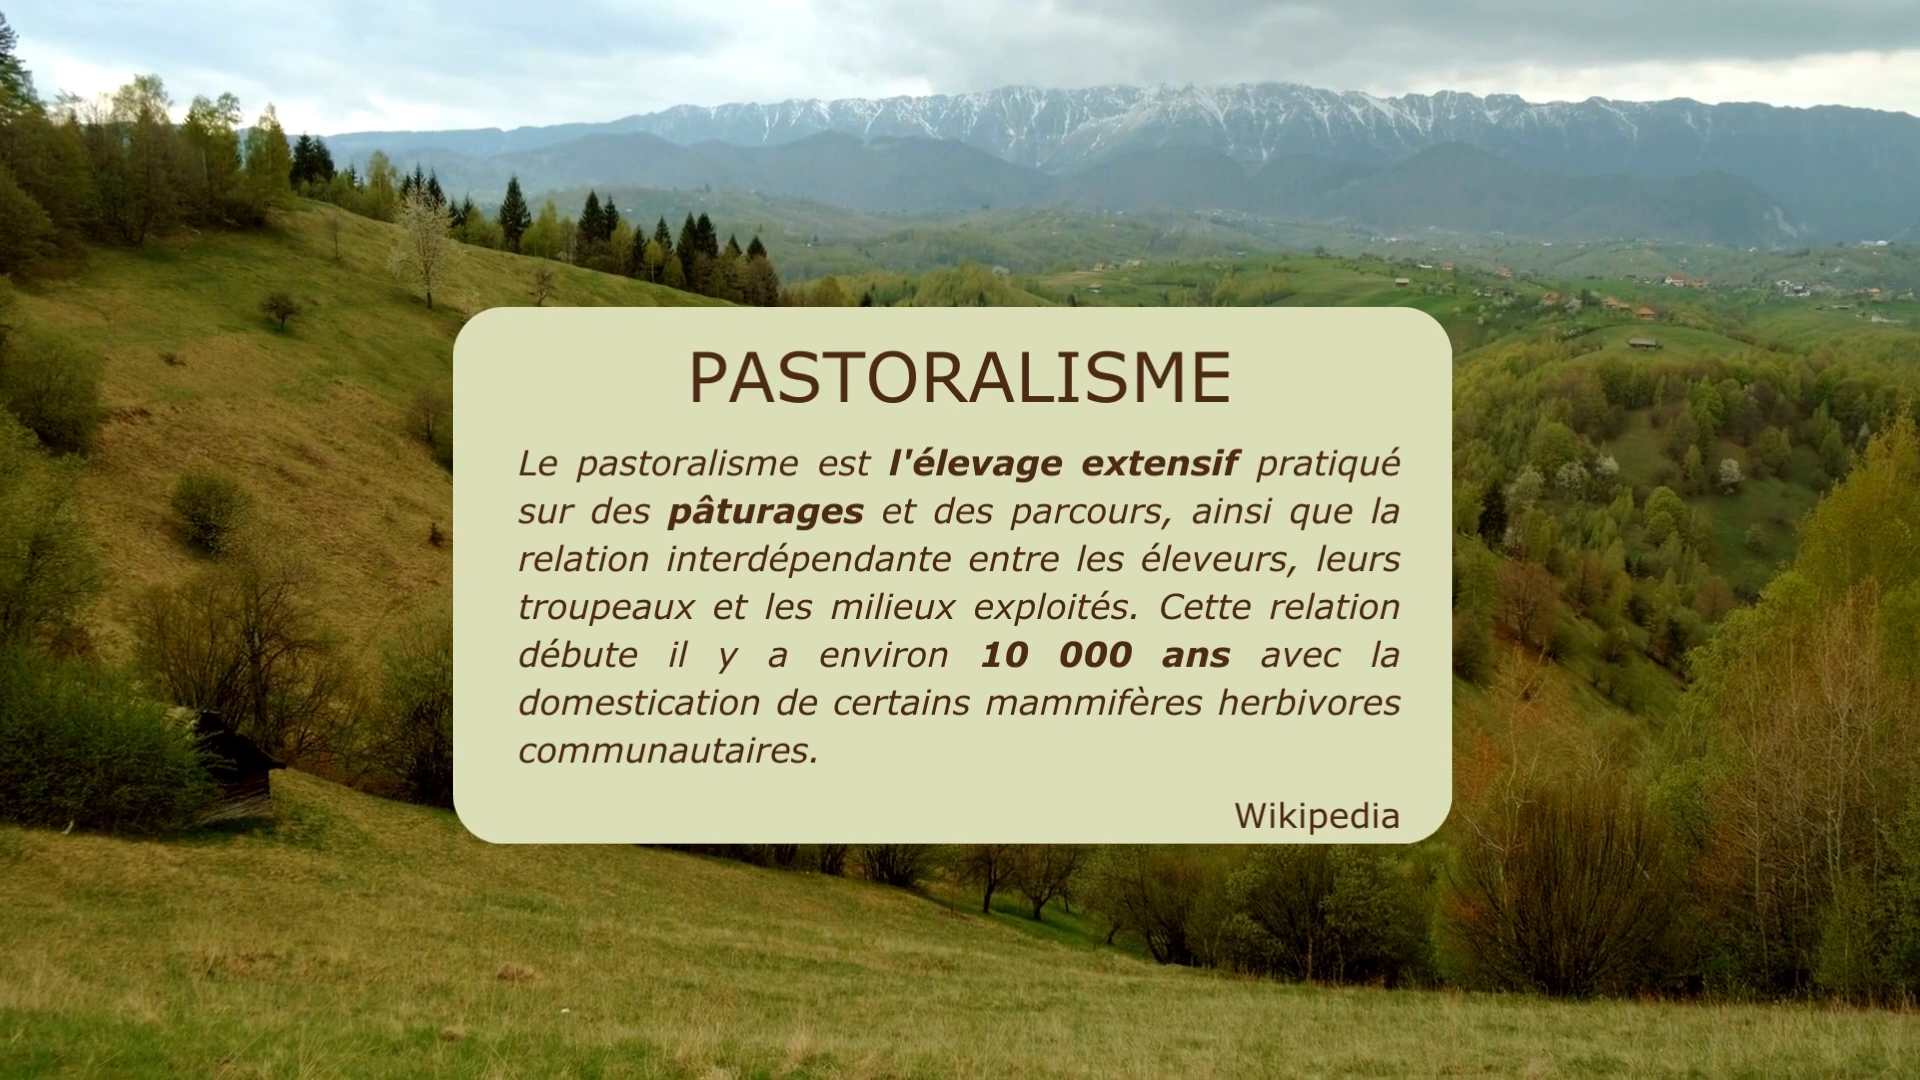 PASTORALISME
Le pastoralisme est l'élevage extensif pratiqué
sur des pâturages et des parcours, ainsi que la
relation interdépendante entre les éleveurs, leurs
troupeaux et les milieux exploités. Cette relation
débute il y a environ 10 000 ans avec la
domestication de certains mammifères herbivores
communautaires.
Wikipedia